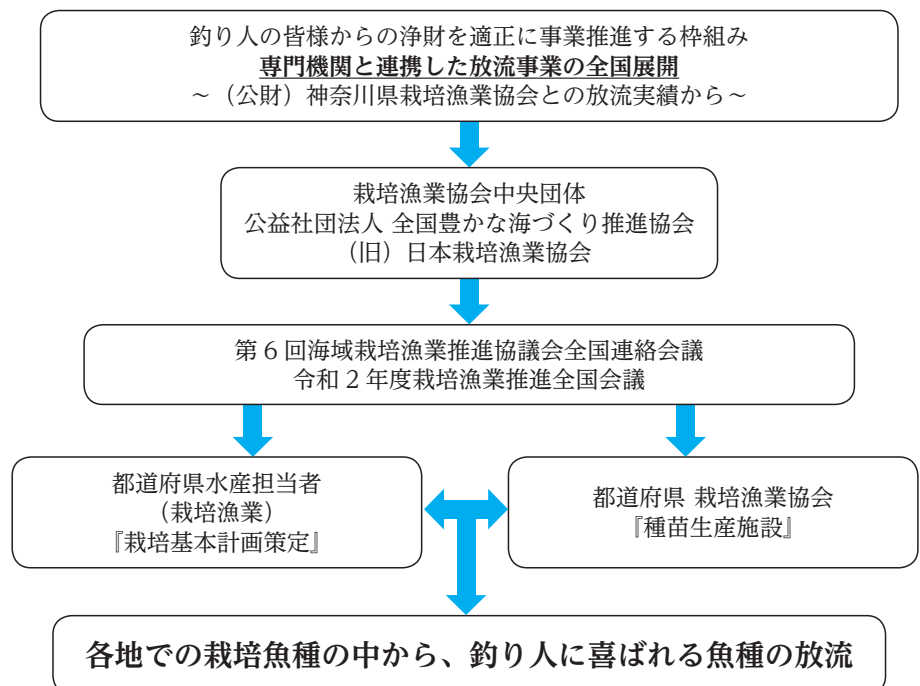 釣り人の皆様からの浄財を適正に事業推進する枠組み
専門機関と連携した放流事業の全国展開
~(公財)神奈川県栽培漁業協会との放流実績から~
栽培漁業協会中央団体
公益社団法人 全国豊かな海づくり推進協会
(旧)日本栽培漁業協会
第6回海域栽培漁業推進協議会全国連絡会議
令和2年度栽培漁業推進全国会議
都道府県水産担当者
(栽培漁業)
『栽培基本計画策定』
都道府県 栽培漁業協会
『種苗生産施設』
各地での栽培魚種の中から、釣り人に喜ばれる魚種の放流